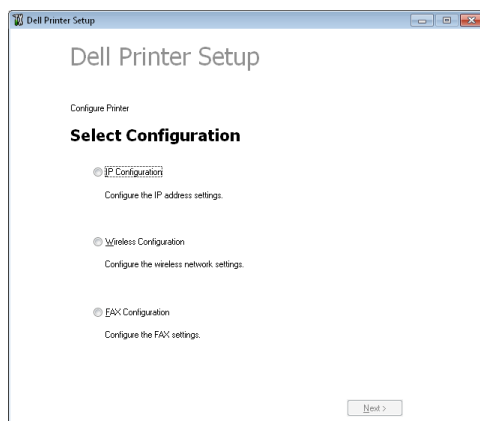 Dell Printer Setup
Dell Printer Setup
Configure Printer
Select Configuration
IP Configuration
Configure the IP address settings.
Wireless Configuration
Configure the wireless network settings.
FAX Configuration
Configure the FAX settings.
Next >